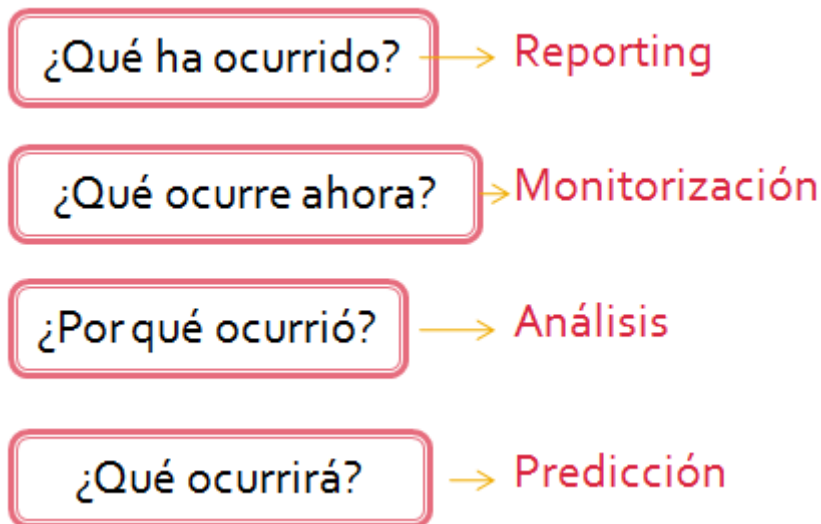 ¿Qué ha ocurrido? Reporting
¿Qué ocurre ahora? Monitorización
¿Por qué ocurrió? Análisis
¿Qué ocurrirá? Predicción